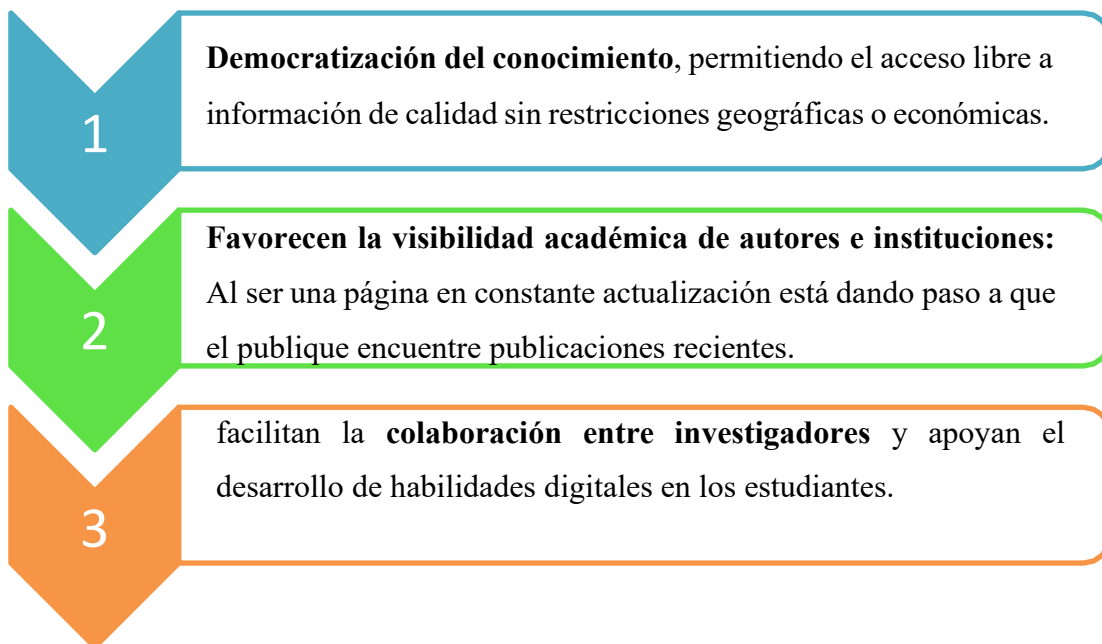 1
Democratización del conocimiento, permitiendo el acceso libre a
información de calidad sin restricciones geográficas o económicas.
2
Favorecen la visibilidad académica de autores e instituciones:
Al ser una página en constante actualización está dando paso a que
el publique encuentre publicaciones recientes.
3
facilitan la colaboración entre investigadores y apoyan el
desarrollo de habilidades digitales en los estudiantes.